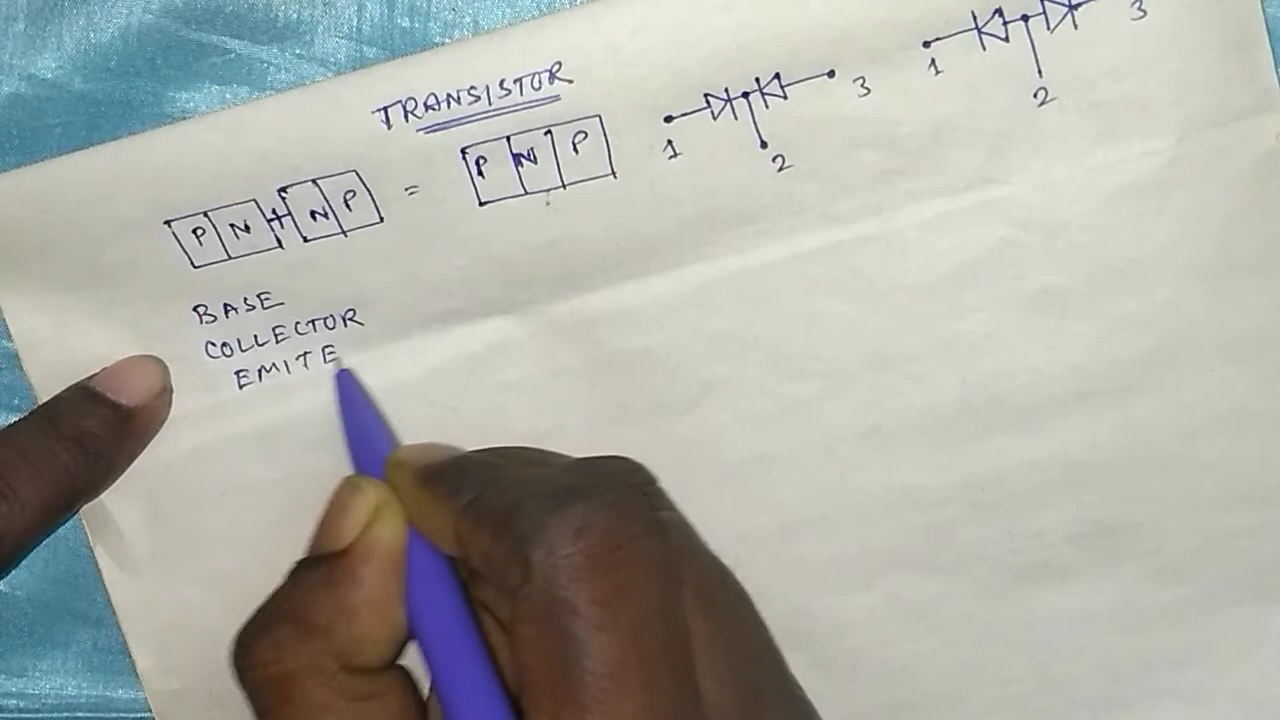 TRANSISTOR
P N + N P = P N P
1 2 3
1 2 3
BASE
COLLECTOR
EMITE